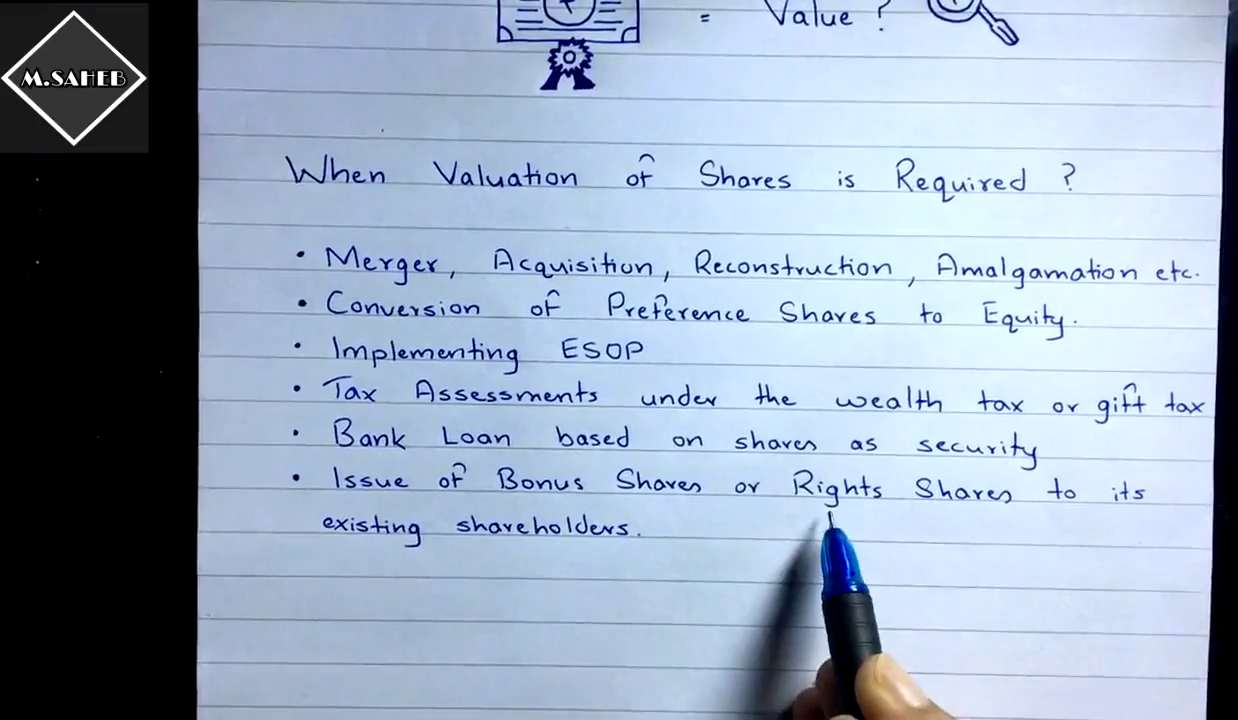 = Value ?
M.SAHEB
When Valuation of Shares is Required ?
• Merger, Acquisition, Reconstruction, Amalgamation etc.
• Conversion of Preference Shares to Equity.
• Implementing ESOP
• Tax Assessments under the wealth tax or gift tax
• Bank Loan based on shares as security
• Issue of Bonus Shares or Rights Shares to its
existing shareholders.